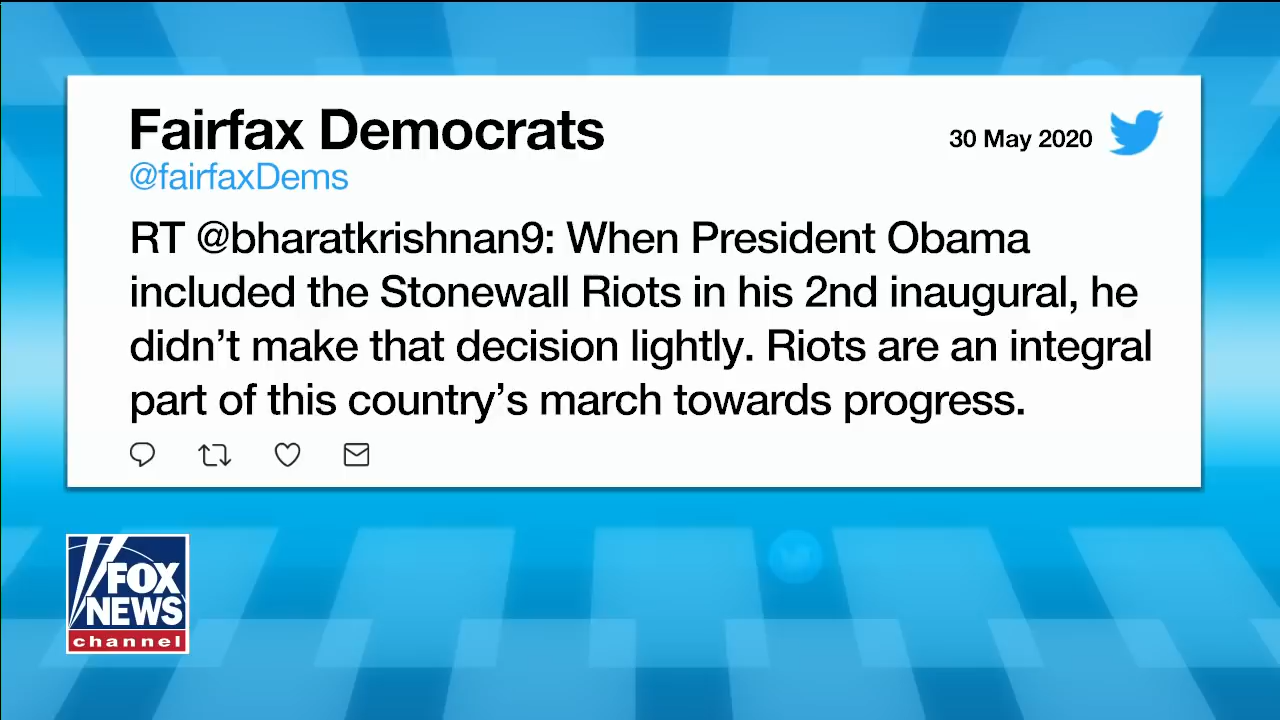 Fairfax Democrats
30 May 2020
@fairfaxDems
RT @bharatkrishnan9: When President Obama
included the Stonewall Riots in his 2nd inaugural, he
didn’t make that decision lightly. Riots are an integral
part of this country’s march towards progress.
FOX
NEWS
channel